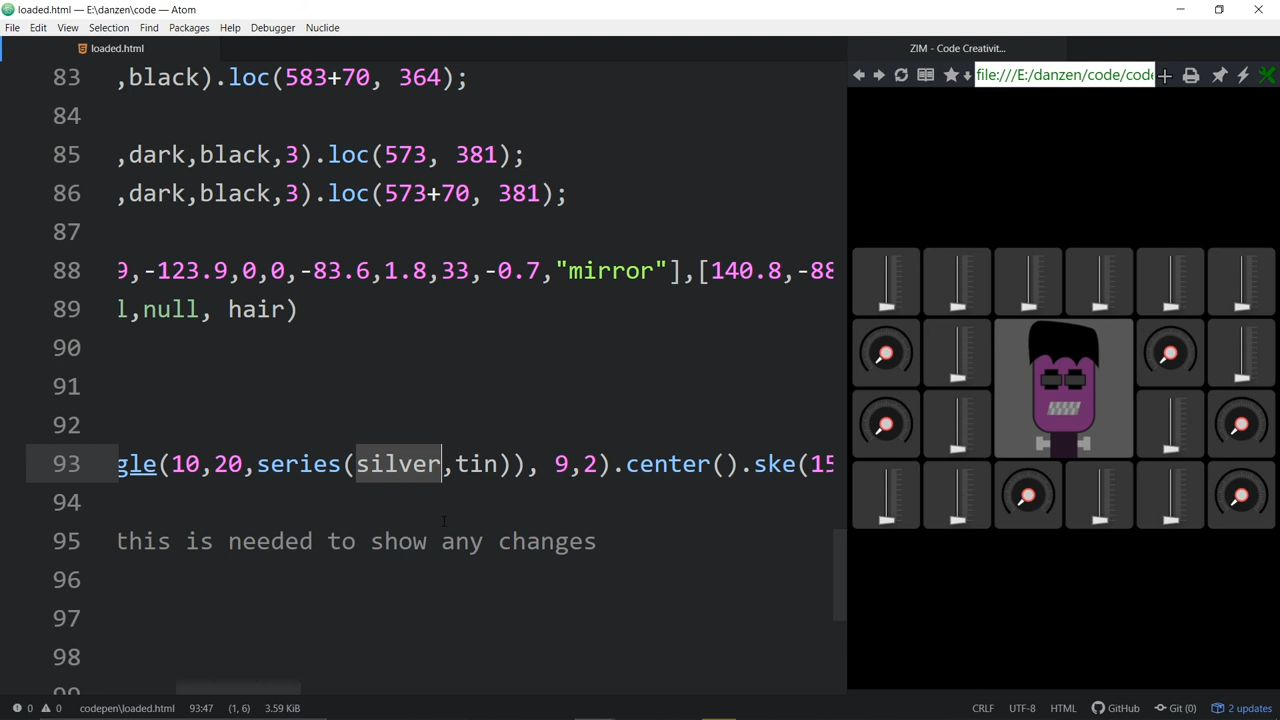 loaded.html — E:\danzen\code — Atom
File Edit View Selection Find Packages Help Debugger Nuclide
loaded.html
ZIM - Code Creativit...
file:///E:/danzen/code/code
83 ,black).loc(583+70, 364);
84
85 ,dark,black,3).loc(573, 381);
86 ,dark,black,3).loc(573+70, 381);
87
88 9,-123.9,0,0,-83.6,1.8,33,-0.7,"mirror"],[140.8,-88
89 l,null, hair)
90
91
92
93 gle(10,20,series(silver,tin)), 9,2).center().ske(15
94
95 this is needed to show any changes
96
97
98
99
0 0 codepen\loaded.html 93:47 (1, 6) 3.59 KiB CRLF UTF-8 HTML GitHub Git (0) 2 updates